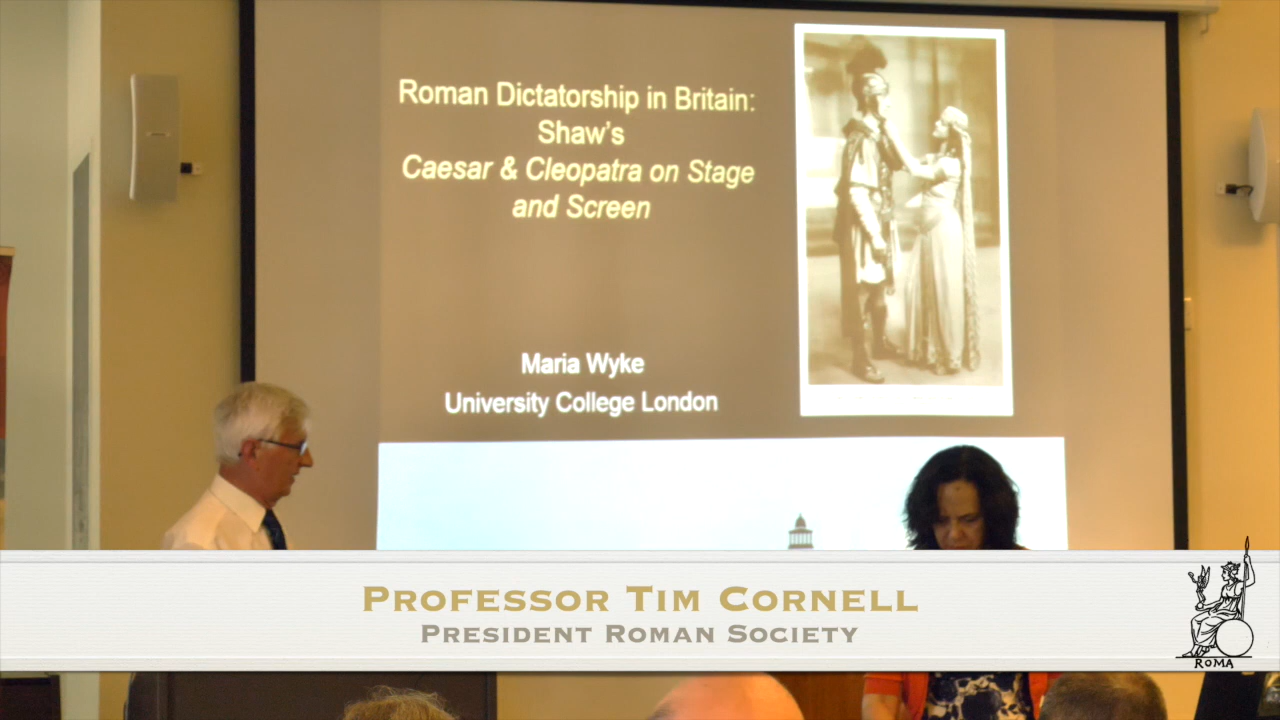 Roman Dictatorship in Britain:
Shaw's
Caesar & Cleopatra on Stage
and Screen
Maria Wyke
University College London
Professor Tim Cornell
President Roman Society
ROMA